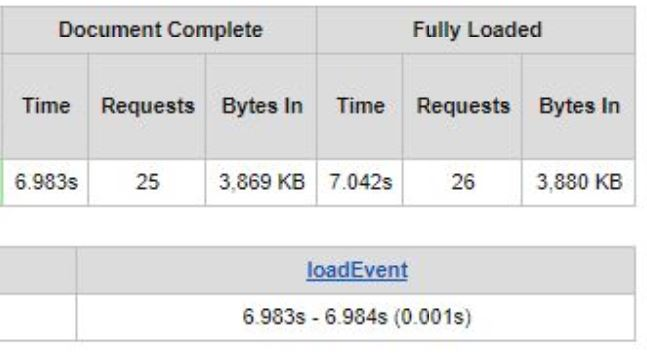 Document Complete Fully Loaded
Time Requests Bytes In Time Requests Bytes In
6.983s 25 3,869 KB 7.042s 26 3,880 KB
loadEvent
6.983s - 6.984s (0.001s)